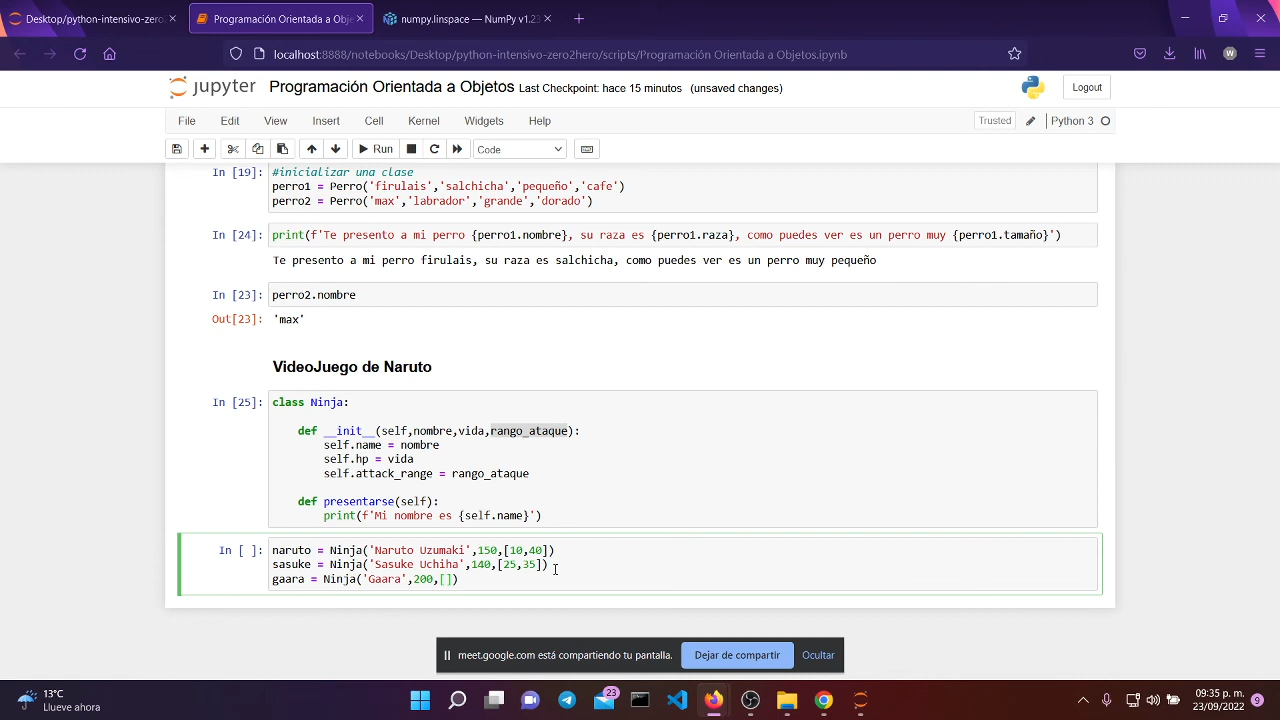 Desktop/python-intensivo-zero
Programación Orientada a Obje
numpy.linspace — NumPy v1.23
localhost:8888/notebooks/Desktop/python-intensivo-zero2hero/scripts/Programación Orientada a Objetos.ipynb
W
jupyter Programación Orientada a Objetos Last Checkpoint: hace 15 minutos (unsaved changes)
Logout
File Edit View Insert Cell Kernel Widgets Help
Trusted Python 3
Run Code
In [19]: #inicializar una clase
perro1 = Perro('firulais','salchicha','pequeño','cafe')
perro2 = Perro('max','labrador','grande','dorado')
In [24]: print(f'Te presento a mi perro {perro1.nombre}, su raza es {perro1.raza}, como puedes ver es un perro muy {perro1.tamaño}')
Te presento a mi perro firulais, su raza es salchicha, como puedes ver es un perro muy pequeño
In [23]: perro2.nombre
Out[23]: 'max'
VideoJuego de Naruto
In [25]: class Ninja:
def __init__(self,nombre,vida,rango_ataque):
self.name = nombre
self.hp = vida
self.attack_range = rango_ataque
def presentarse(self):
print(f'Mi nombre es {self.name}')
In [ ]: naruto = Ninja('Naruto Uzumaki',150,[10,40])
sasuke = Ninja('Sasuke Uchiha',140,[25,35])
gaara = Ninja('Gaara',200,[])
meet.google.com está compartiendo tu pantalla. Dejar de compartir Ocultar
13°C
Llueve ahora
23
09:35 p. m.
23/09/2022
9